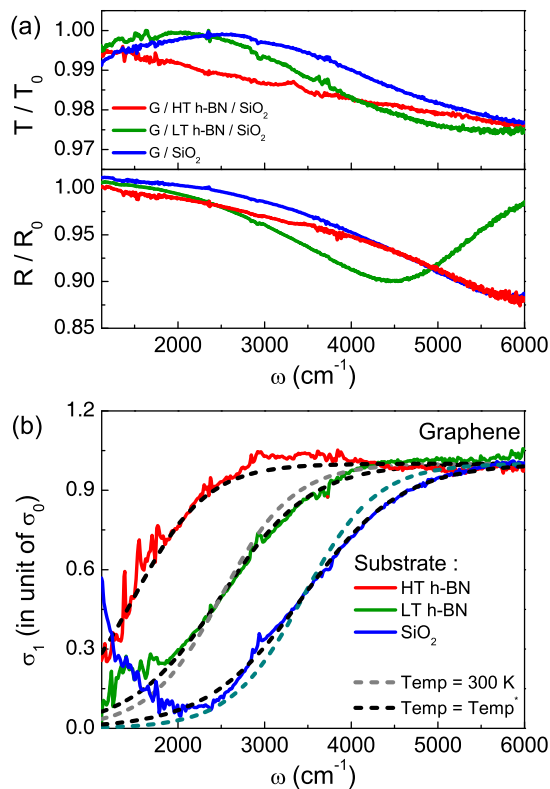 (a)
1.00
0.99
0.98
0.97
T / T₀
G / HT h-BN / SiO₂
G / LT h-BN / SiO₂
G / SiO₂
1.00
0.95
0.90
0.85
R / R₀
2000 3000 4000 5000 6000
ω (cm⁻¹)
(b)
1.2
0.9
0.6
0.3
0.0
σ₁ (in unit of σ₀)
Graphene
Substrate :
HT h-BN
LT h-BN
SiO₂
Temp = 300 K
Temp = Temp*
2000 3000 4000 5000 6000
ω (cm⁻¹)